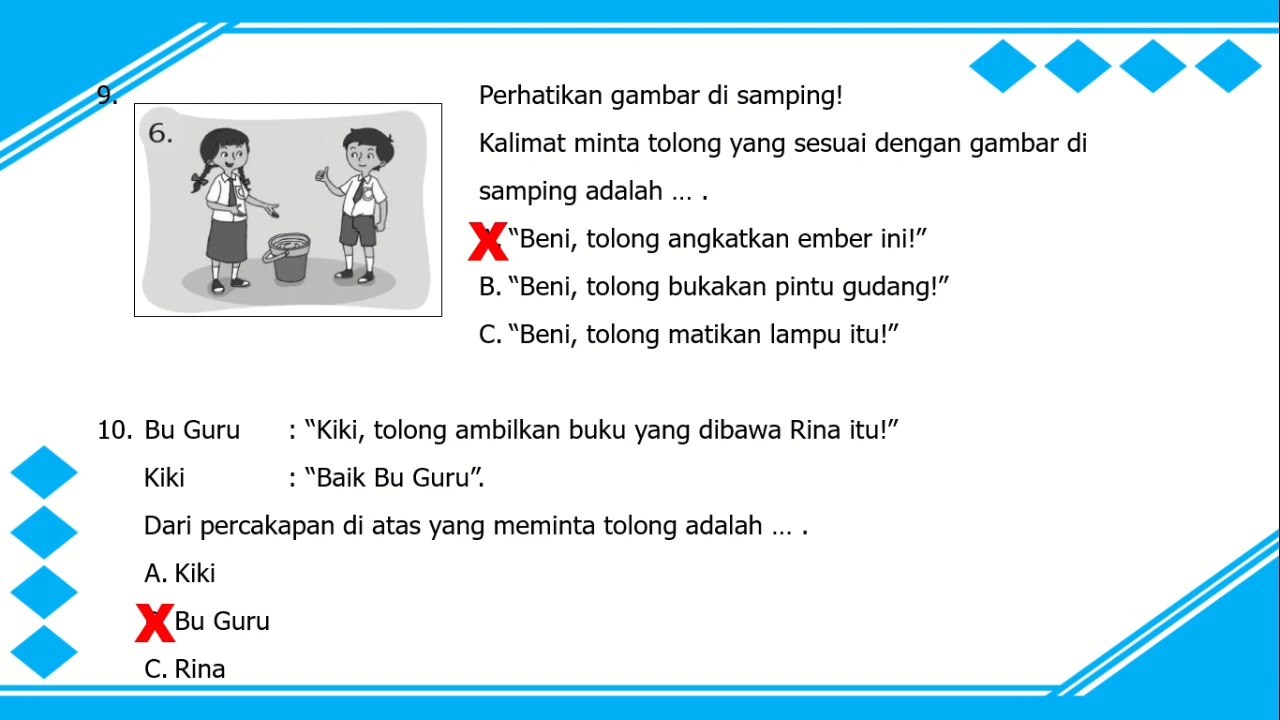 9.
6.
Perhatikan gambar di samping!
Kalimat minta tolong yang sesuai dengan gambar di
samping adalah ... .
X “Beni, tolong angkatkan ember ini!”
B. “Beni, tolong bukakan pintu gudang!”
C. “Beni, tolong matikan lampu itu!”
10. Bu Guru : “Kiki, tolong ambilkan buku yang dibawa Rina itu!”
Kiki : “Baik Bu Guru”.
Dari percakapan di atas yang meminta tolong adalah ... .
A. Kiki
X Bu Guru
C. Rina